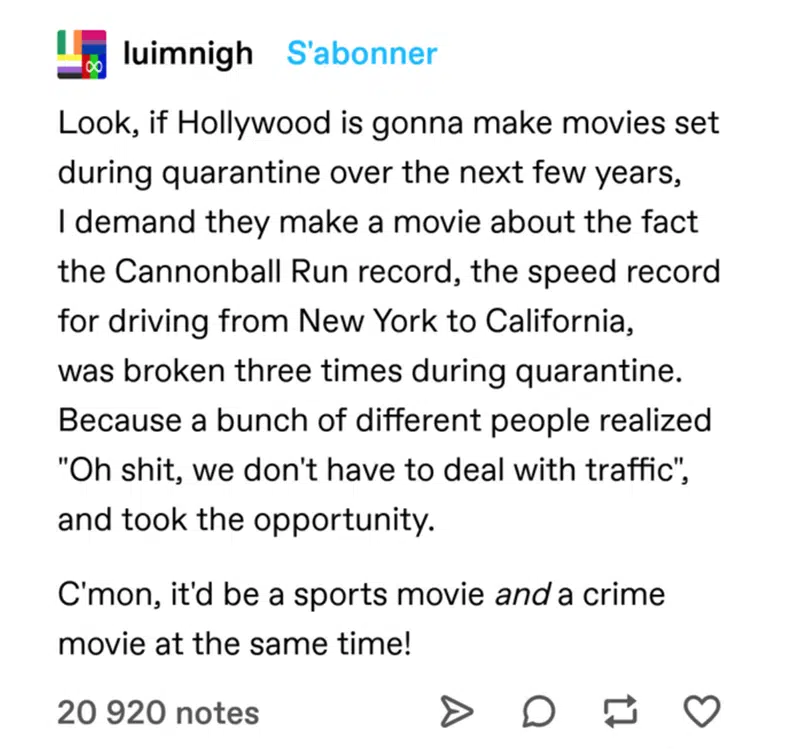 luimnigh S'abonner
Look, if Hollywood is gonna make movies set
during quarantine over the next few years,
I demand they make a movie about the fact
the Cannonball Run record, the speed record
for driving from New York to California,
was broken three times during quarantine.
Because a bunch of different people realized
"Oh shit, we don't have to deal with traffic",
and took the opportunity.
C'mon, it'd be a sports movie and a crime
movie at the same time!
20 920 notes